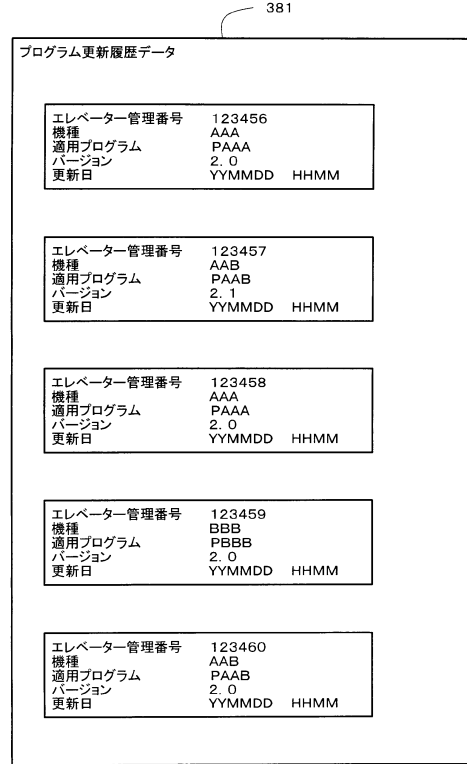 381
プログラム更新履歴データ
エレベーター管理番号 123456
機種 AAA
適用プログラム PAAA
バージョン 2. 0
更新日 YYMMDD HHMM
エレベーター管理番号 123457
機種 AAB
適用プログラム PAAB
バージョン 2. 1
更新日 YYMMDD HHMM
エレベーター管理番号 123458
機種 AAA
適用プログラム PAAA
バージョン 2. 0
更新日 YYMMDD HHMM
エレベーター管理番号 123459
機種 BBB
適用プログラム PBBB
バージョン 2. 0
更新日 YYMMDD HHMM
エレベーター管理番号 123460
機種 AAB
適用プログラム PAAB
バージョン 2. 0
更新日 YYMMDD HHMM